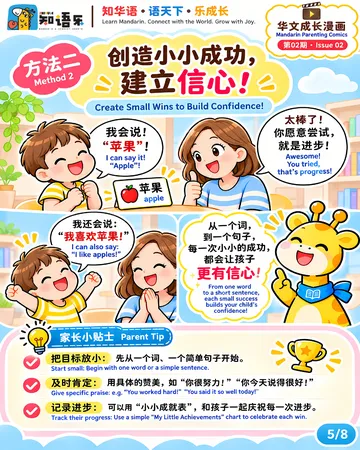 知·语乐
知华语·语天下·乐成长
Learn Mandarin. Connect with the World. Grow with Joy.
华文成长漫画
Mandarin Parenting Comics
第02期 · Issue 02
方法二
Method 2
创造小小成功，
建立信心！
Create Small Wins to Build Confidence!
我会说！
“苹果”！
I can say it!
“Apple”!
苹果
apple
太棒了！
你愿意尝试，
就是进步！
Awesome!
You tried,
that's progress!
我还会说：
“我喜欢苹果！”
I can also say:
“I like apples!”
从一个词，
到一个句子，
每一次小小的成功，
都会让孩子
更有信心！
From one word
to a short sentence,
each small success
builds your child's
confidence!
家长小贴士 Parent Tip
把目标放小： 先从一个词、一个简单句子开始。
Start small: Begin with one word or a simple sentence.
及时肯定： 用具体的赞美，如“你很努力！”“你今天说得很好！”
Give specific praise: e.g. "You worked hard!" "You said it so well today!"
记录进步： 可以用“小小成就表”，和孩子一起庆祝每一次进步。
Track their progress: Use a simple "My Little Achievements" chart to celebrate each win.
5/8